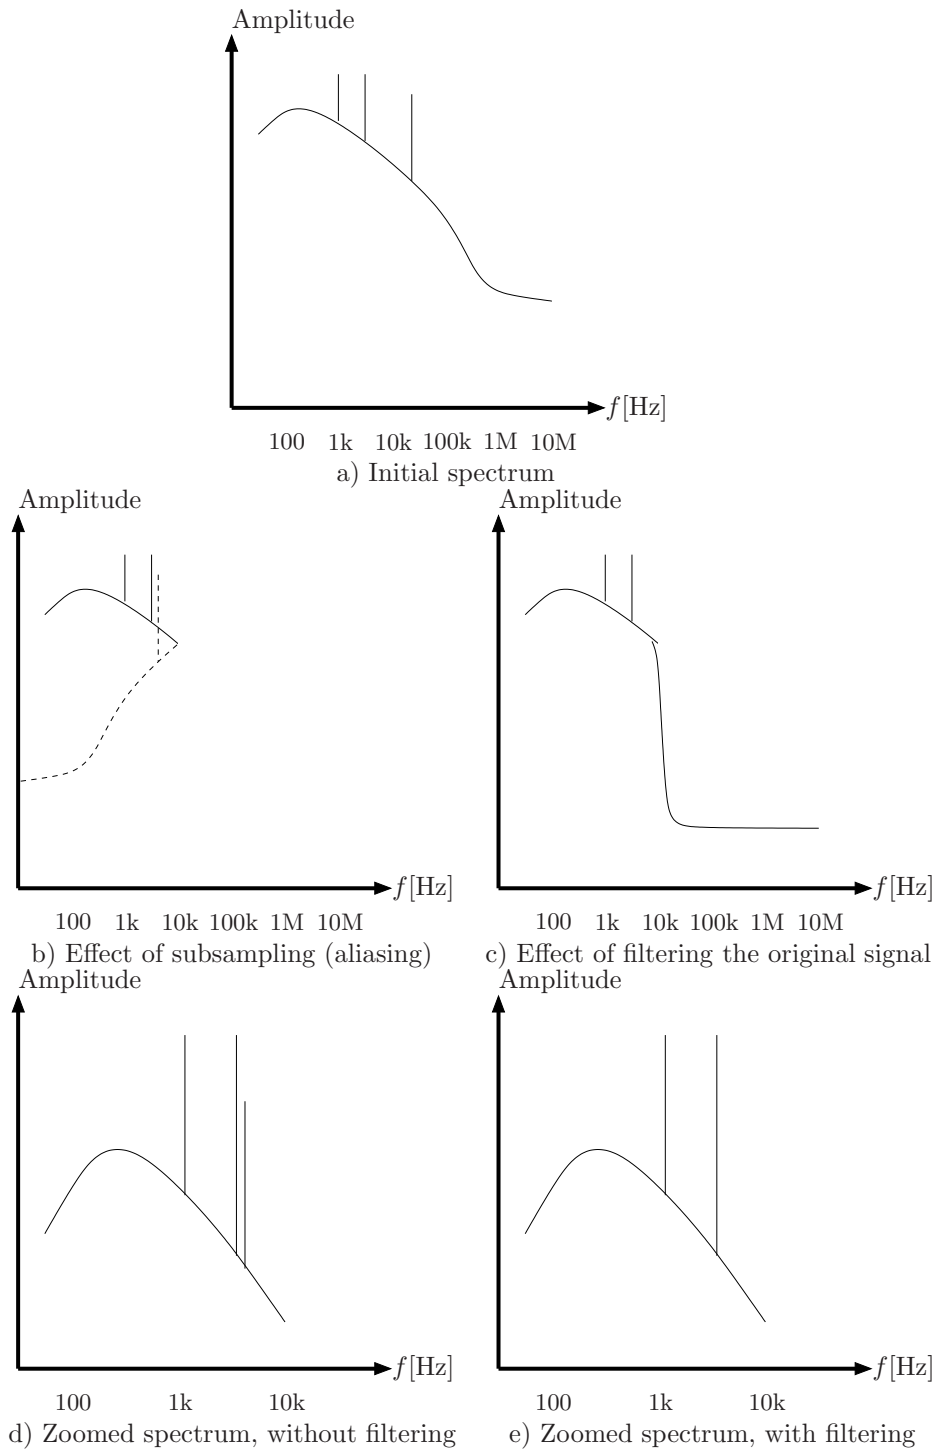 Amplitude
f[Hz]
100 1k 10k 100k 1M 10M
a) Initial spectrum
Amplitude
f[Hz]
100 1k 10k 100k 1M 10M
b) Effect of subsampling (aliasing)
Amplitude
f[Hz]
100 1k 10k 100k 1M 10M
c) Effect of filtering the original signal
Amplitude
f[Hz]
100 1k 10k
d) Zoomed spectrum, without filtering
Amplitude
f[Hz]
100 1k 10k
e) Zoomed spectrum, with filtering